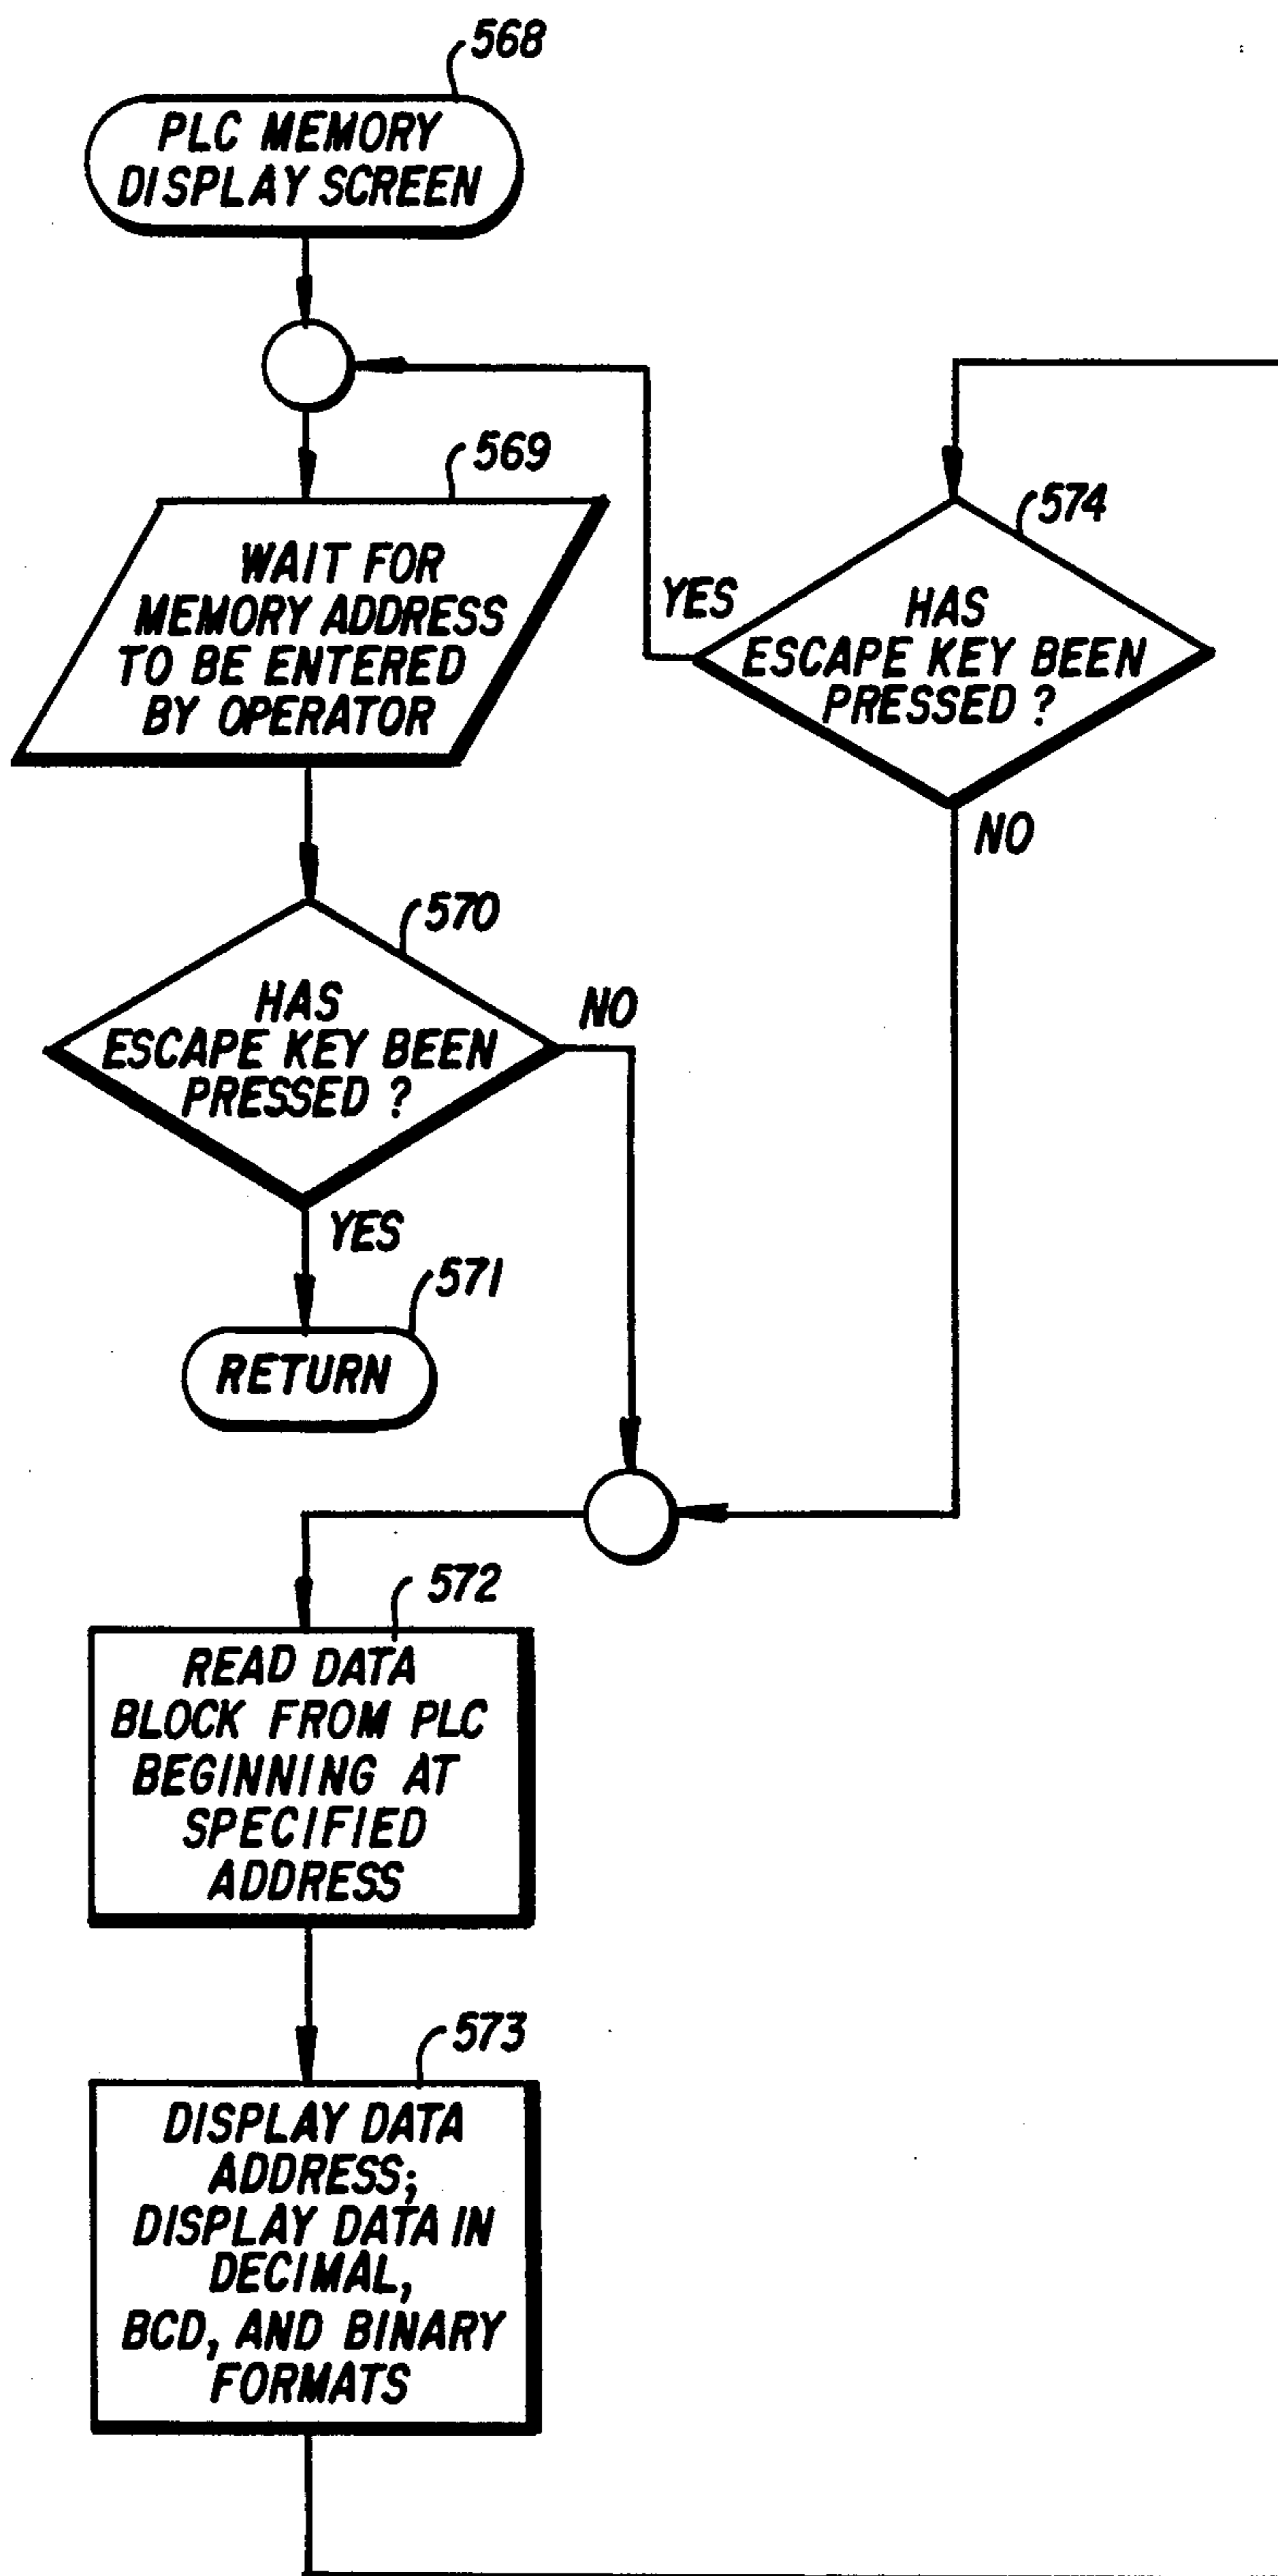 568
PLC MEMORY
DISPLAY SCREEN
569
WAIT FOR
MEMORY ADDRESS
TO BE ENTERED
BY OPERATOR
574
YES
HAS
ESCAPE KEY BEEN
PRESSED ?
NO
570
HAS
ESCAPE KEY BEEN
PRESSED ?
NO
YES
571
RETURN
572
READ DATA
BLOCK FROM PLC
BEGINNING AT
SPECIFIED
ADDRESS
573
DISPLAY DATA
ADDRESS;
DISPLAY DATA IN
DECIMAL,
BCD, AND BINARY
FORMATS